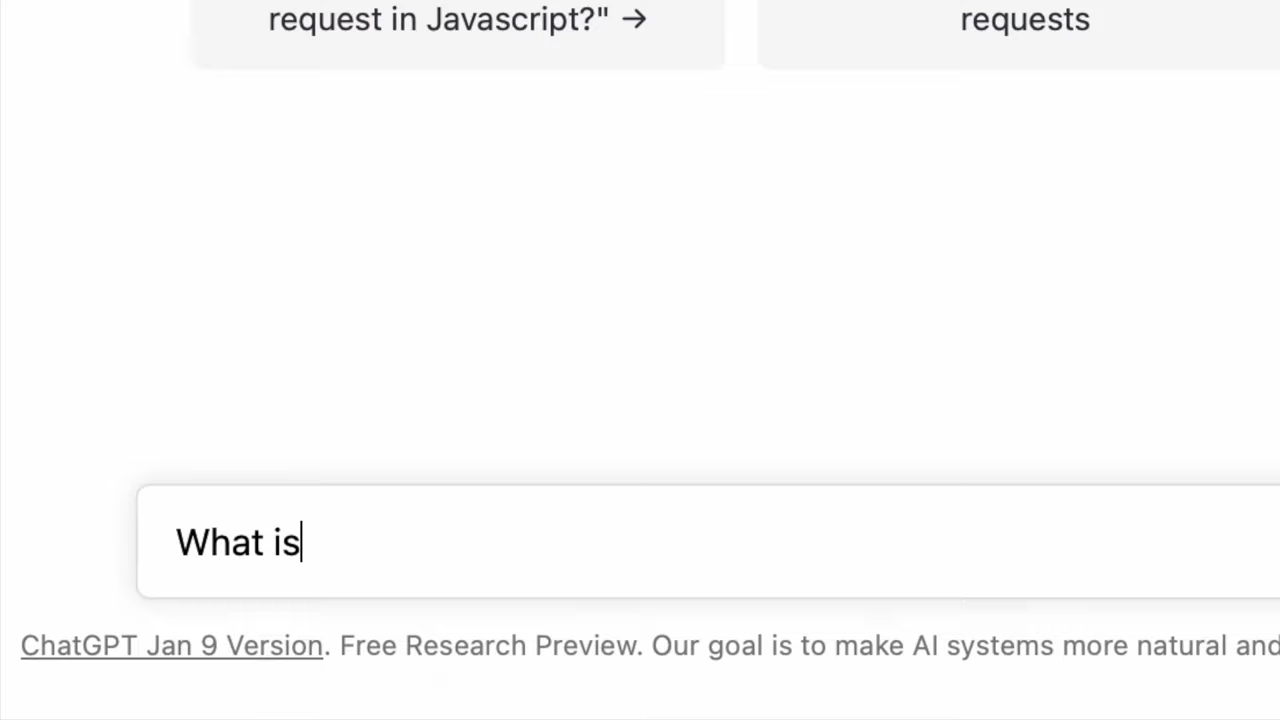 request in Javascript?" →
requests
What is
ChatGPT Jan 9 Version. Free Research Preview. Our goal is to make AI systems more natural and